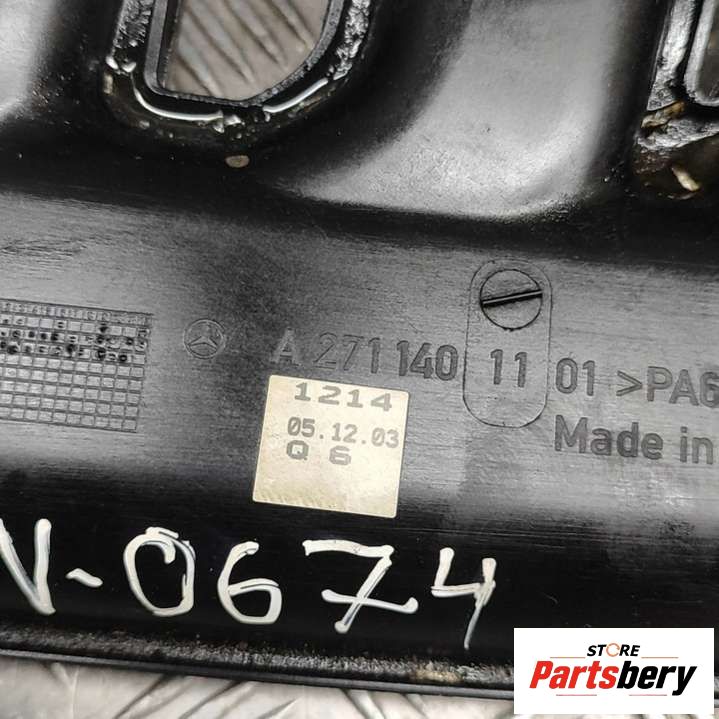 A 271 140 11 01 >PA6
Made in
1214
05.12.03
Q 6
V-0674
STORE
Partsbery